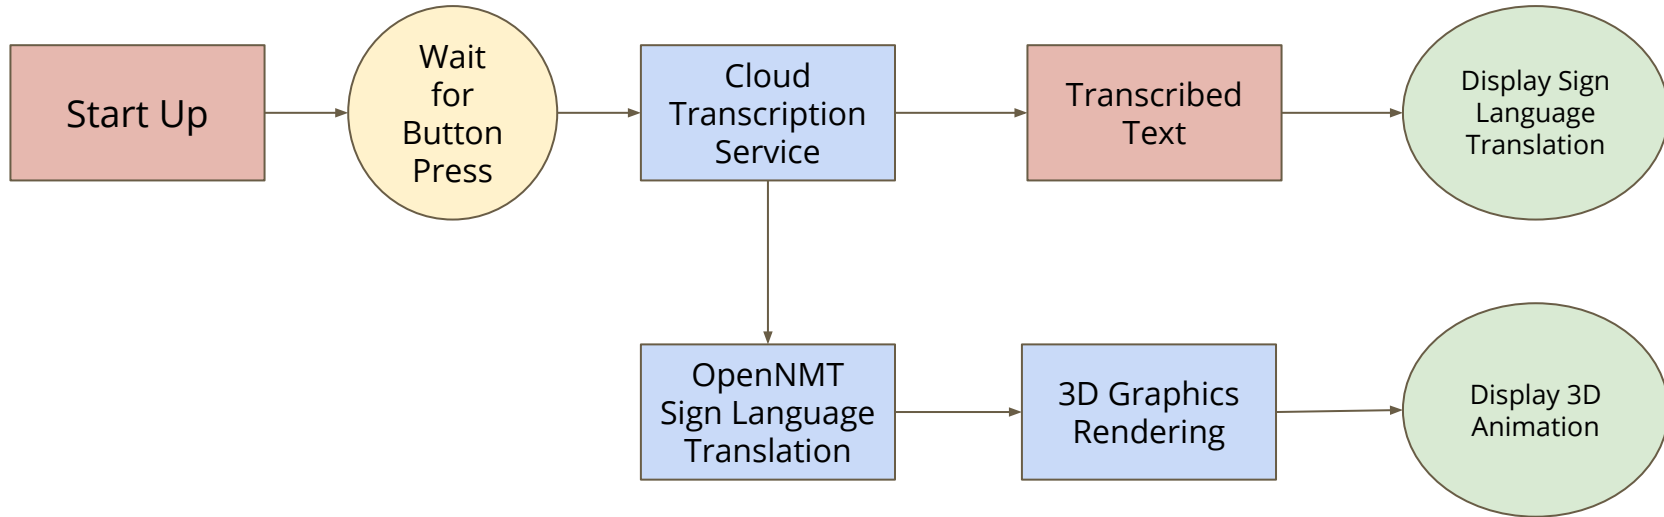 Start Up
Wait
for
Button
Press
Cloud
Transcription
Service
Transcribed
Text
Display Sign
Language
Translation
OpenNMT
Sign Language
Translation
3D Graphics
Rendering
Display 3D
Animation